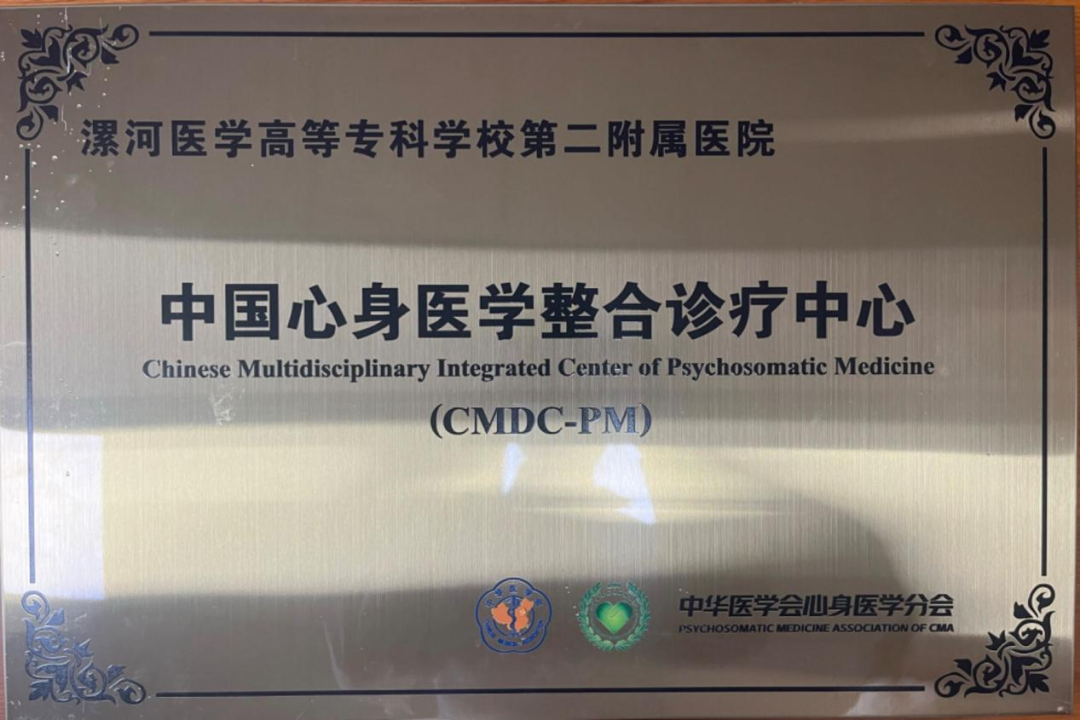 漯河医学高等专科学校第二附属医院
中国心身医学整合诊疗中心
Chinese Multidisciplinary Integrated Center of Psychosomatic Medicine
(CMDC-PM)
中华医学会心身医学分会
PSYCHOSOMATIC MEDICINE ASSOCIATION OF CMA